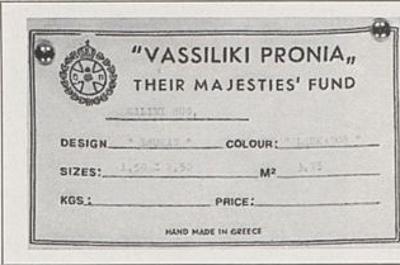 "VASSILIKI PRONIA„
THEIR MAJESTIES' FUND
DESIGN COLOUR:
SIZES: M²
KGS: PRICE:
HAND MADE IN GREECE